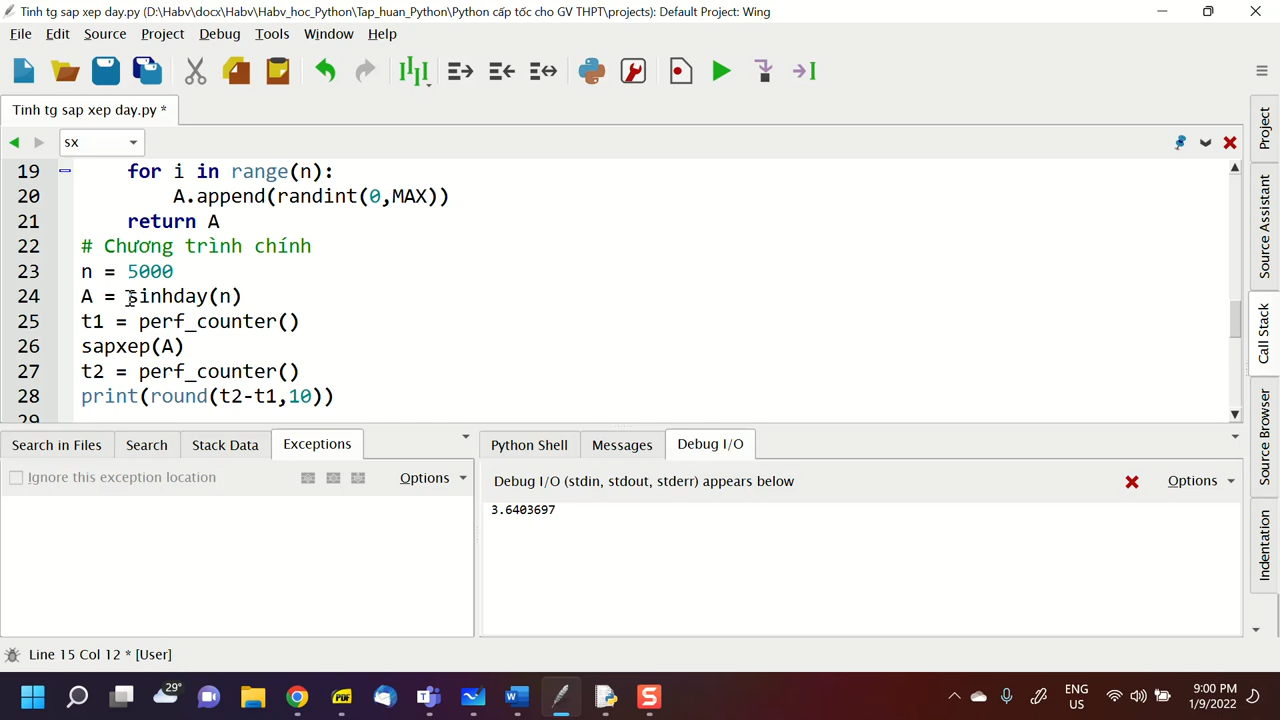 Tinh tg sap xep day.py (D:\Habv\docx\Habv\Habv_hoc_Python\Tap_huan_Python\Python cấp tốc cho GV THPT\projects): Default Project: Wing
File Edit Source Project Debug Tools Window Help
Tinh tg sap xep day.py *
sx
19 for i in range(n):
20 A.append(randint(0,MAX))
21 return A
22 # Chương trình chính
23 n = 5000
24 A = sinhday(n)
25 t1 = perf_counter()
26 sapxep(A)
27 t2 = perf_counter()
28 print(round(t2-t1,10))
29
Project
Source Assistant
Call Stack
Source Browser
Indentation
Search in Files Search Stack Data Exceptions
Ignore this exception location Options
Python Shell Messages Debug I/O
Debug I/O (stdin, stdout, stderr) appears below Options
3.6403697
Line 15 Col 12 * [User]
29°
PDF
ENG
US
9:00 PM
1/9/2022